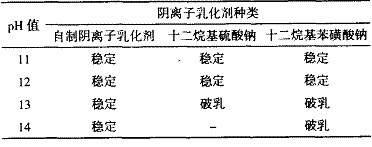 阴离子乳化剂种类
pH 值
自制阴离子乳化剂 十二烷基硫酸钠 十二烷基苯磺酸钠
11 稳定 稳定 稳定
12 稳定 稳定 稳定
13 稳定 破乳 破乳
14 稳定 – 破乳